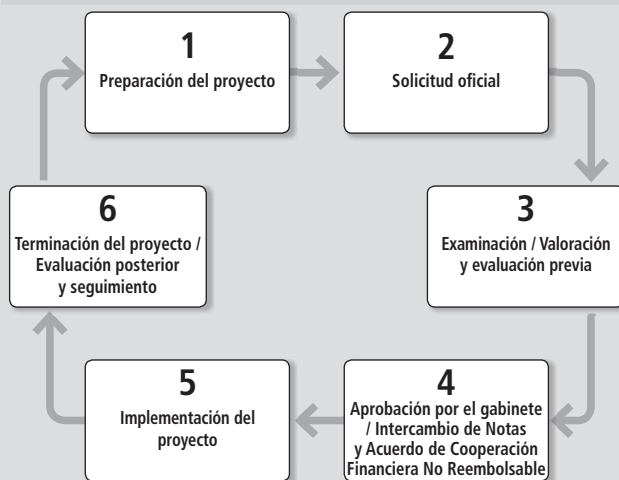 1
Preparación del proyecto
2
Solicitud oficial
3
Examinación / Valoración
y evaluación previa
4
Aprobación por el gabinete
/ Intercambio de Notas
y Acuerdo de Cooperación
Financiera No Reembolsable
5
Implementación del
proyecto
6
Terminación del proyecto /
Evaluación posterior
y seguimiento